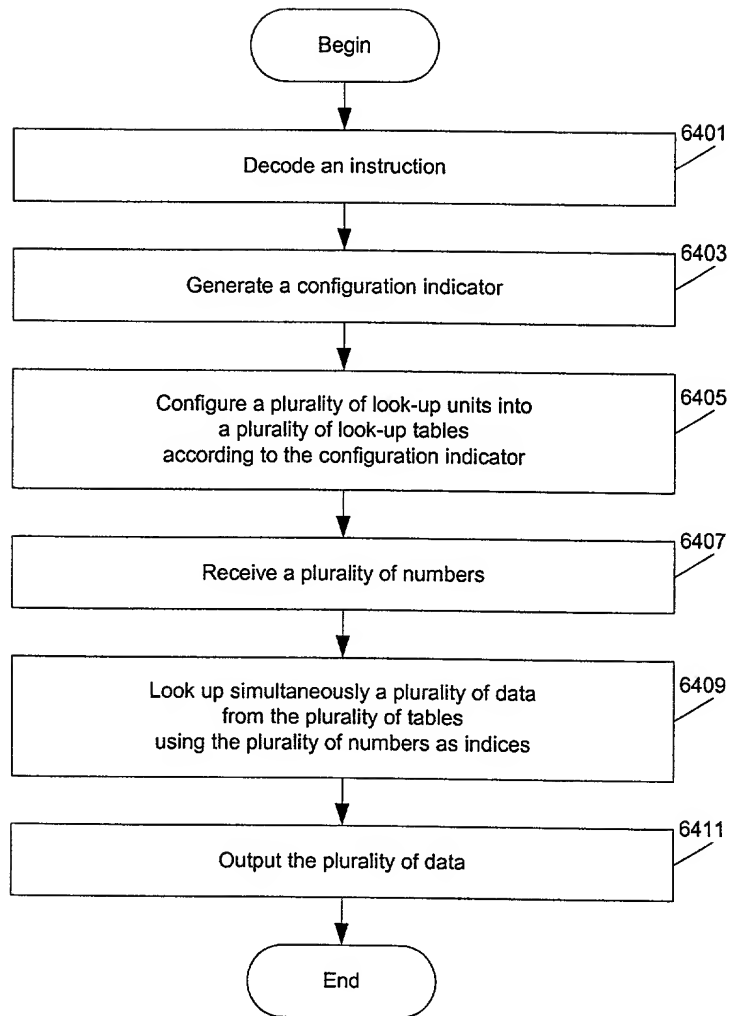 Begin
6401
Decode an instruction
6403
Generate a configuration indicator
6405
Configure a plurality of look-up units into
a plurality of look-up tables
according to the configuration indicator
6407
Receive a plurality of numbers
6409
Look up simultaneously a plurality of data
from the plurality of tables
using the plurality of numbers as indices
6411
Output the plurality of data
End